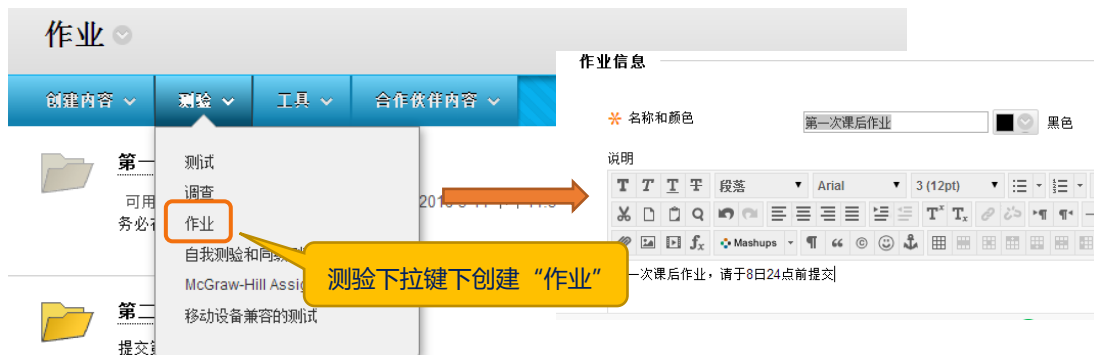 作业
创建内容
测验
工具
合作伙伴内容
第一
可用
务必
测试
调查
作业
自我测验和同
McGraw-Hill Assig
移动设备兼容的测试
第二
提交
测验下拉键下创建“作业”
作业信息
名称和颜色
第一次课后作业
黑色
说明
T T T T 段落 Arial 3 (12pt)
Mashups
一次课后作业，请于8日24点前提交